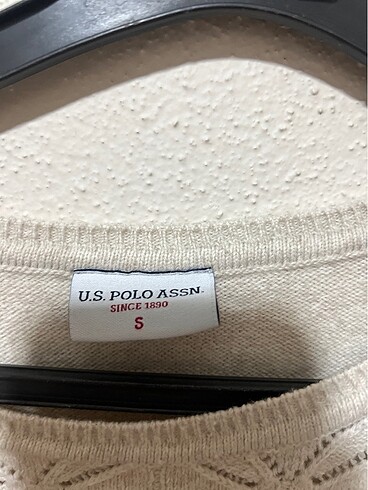 U.S. POLO ASSN.
SINCE 1890
S